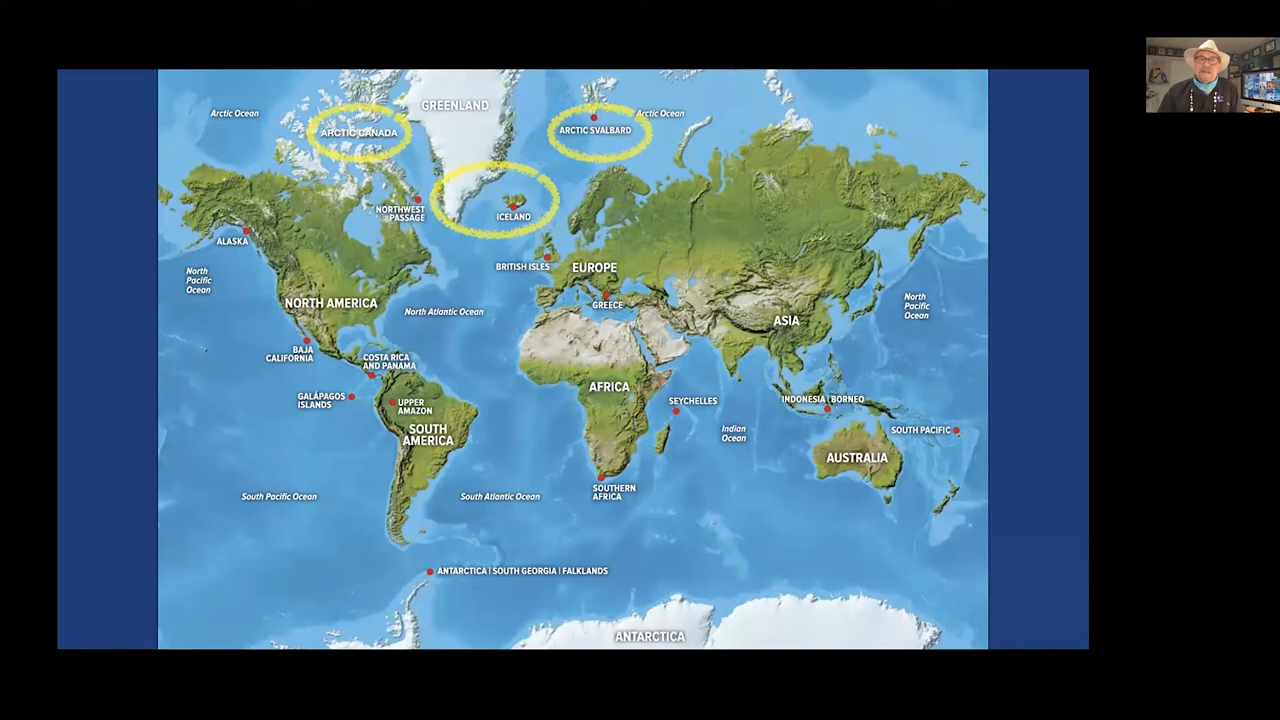 GREENLAND
Arctic Ocean
Arctic Ocean
ARCTIC CANADA
ARCTIC SVALBARD
NORTHWEST
PASSAGE
ICELAND
ALASKA
BRITISH ISLES
EUROPE
North
Pacific
Ocean
NORTH AMERICA
GREECE
North Atlantic Ocean
North
Pacific
Ocean
ASIA
BAJA
CALIFORNIA
COSTA RICA
AND PANAMA
AFRICA
GALÁPAGOS
ISLANDS
UPPER
AMAZON
SEYCHELLES
INDONESIA | BORNEO
SOUTH
AMERICA
Indian
Ocean
SOUTH PACIFIC
AUSTRALIA
South Pacific Ocean
South Atlantic Ocean
SOUTHERN
AFRICA
ANTARCTICA | SOUTH GEORGIA | FALKLANDS
ANTARCTICA